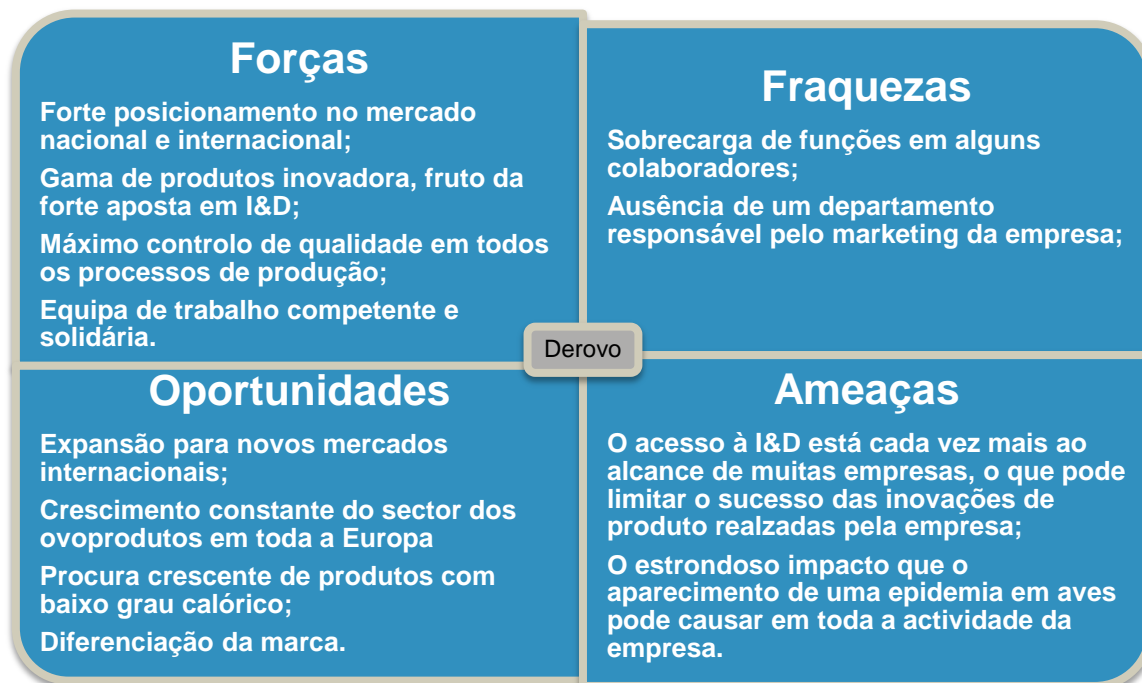 Forças
Forte posicionamento no mercado
nacional e internacional;
Gama de produtos inovadora, fruto da
forte aposta em I&D;
Máximo controlo de qualidade em todos
os processos de produção;
Equipa de trabalho competente e
solidária.
Fraquezas
Sobrecarga de funções em alguns
colaboradores;
Ausência de um departamento
responsável pelo marketing da empresa;
Derovo
Oportunidades
Expansão para novos mercados
internacionais;
Crescimento constante do sector dos
ovoprodutos em toda a Europa
Procura crescente de produtos com
baixo grau calórico;
Diferenciação da marca.
Ameaças
O acesso à I&D está cada vez mais ao
alcance de muitas empresas, o que pode
limitar o sucesso das inovações de
produto realzadas pela empresa;
O estrondoso impacto que o
aparecimento de uma epidemia em aves
pode causar em toda a actividade da
empresa.